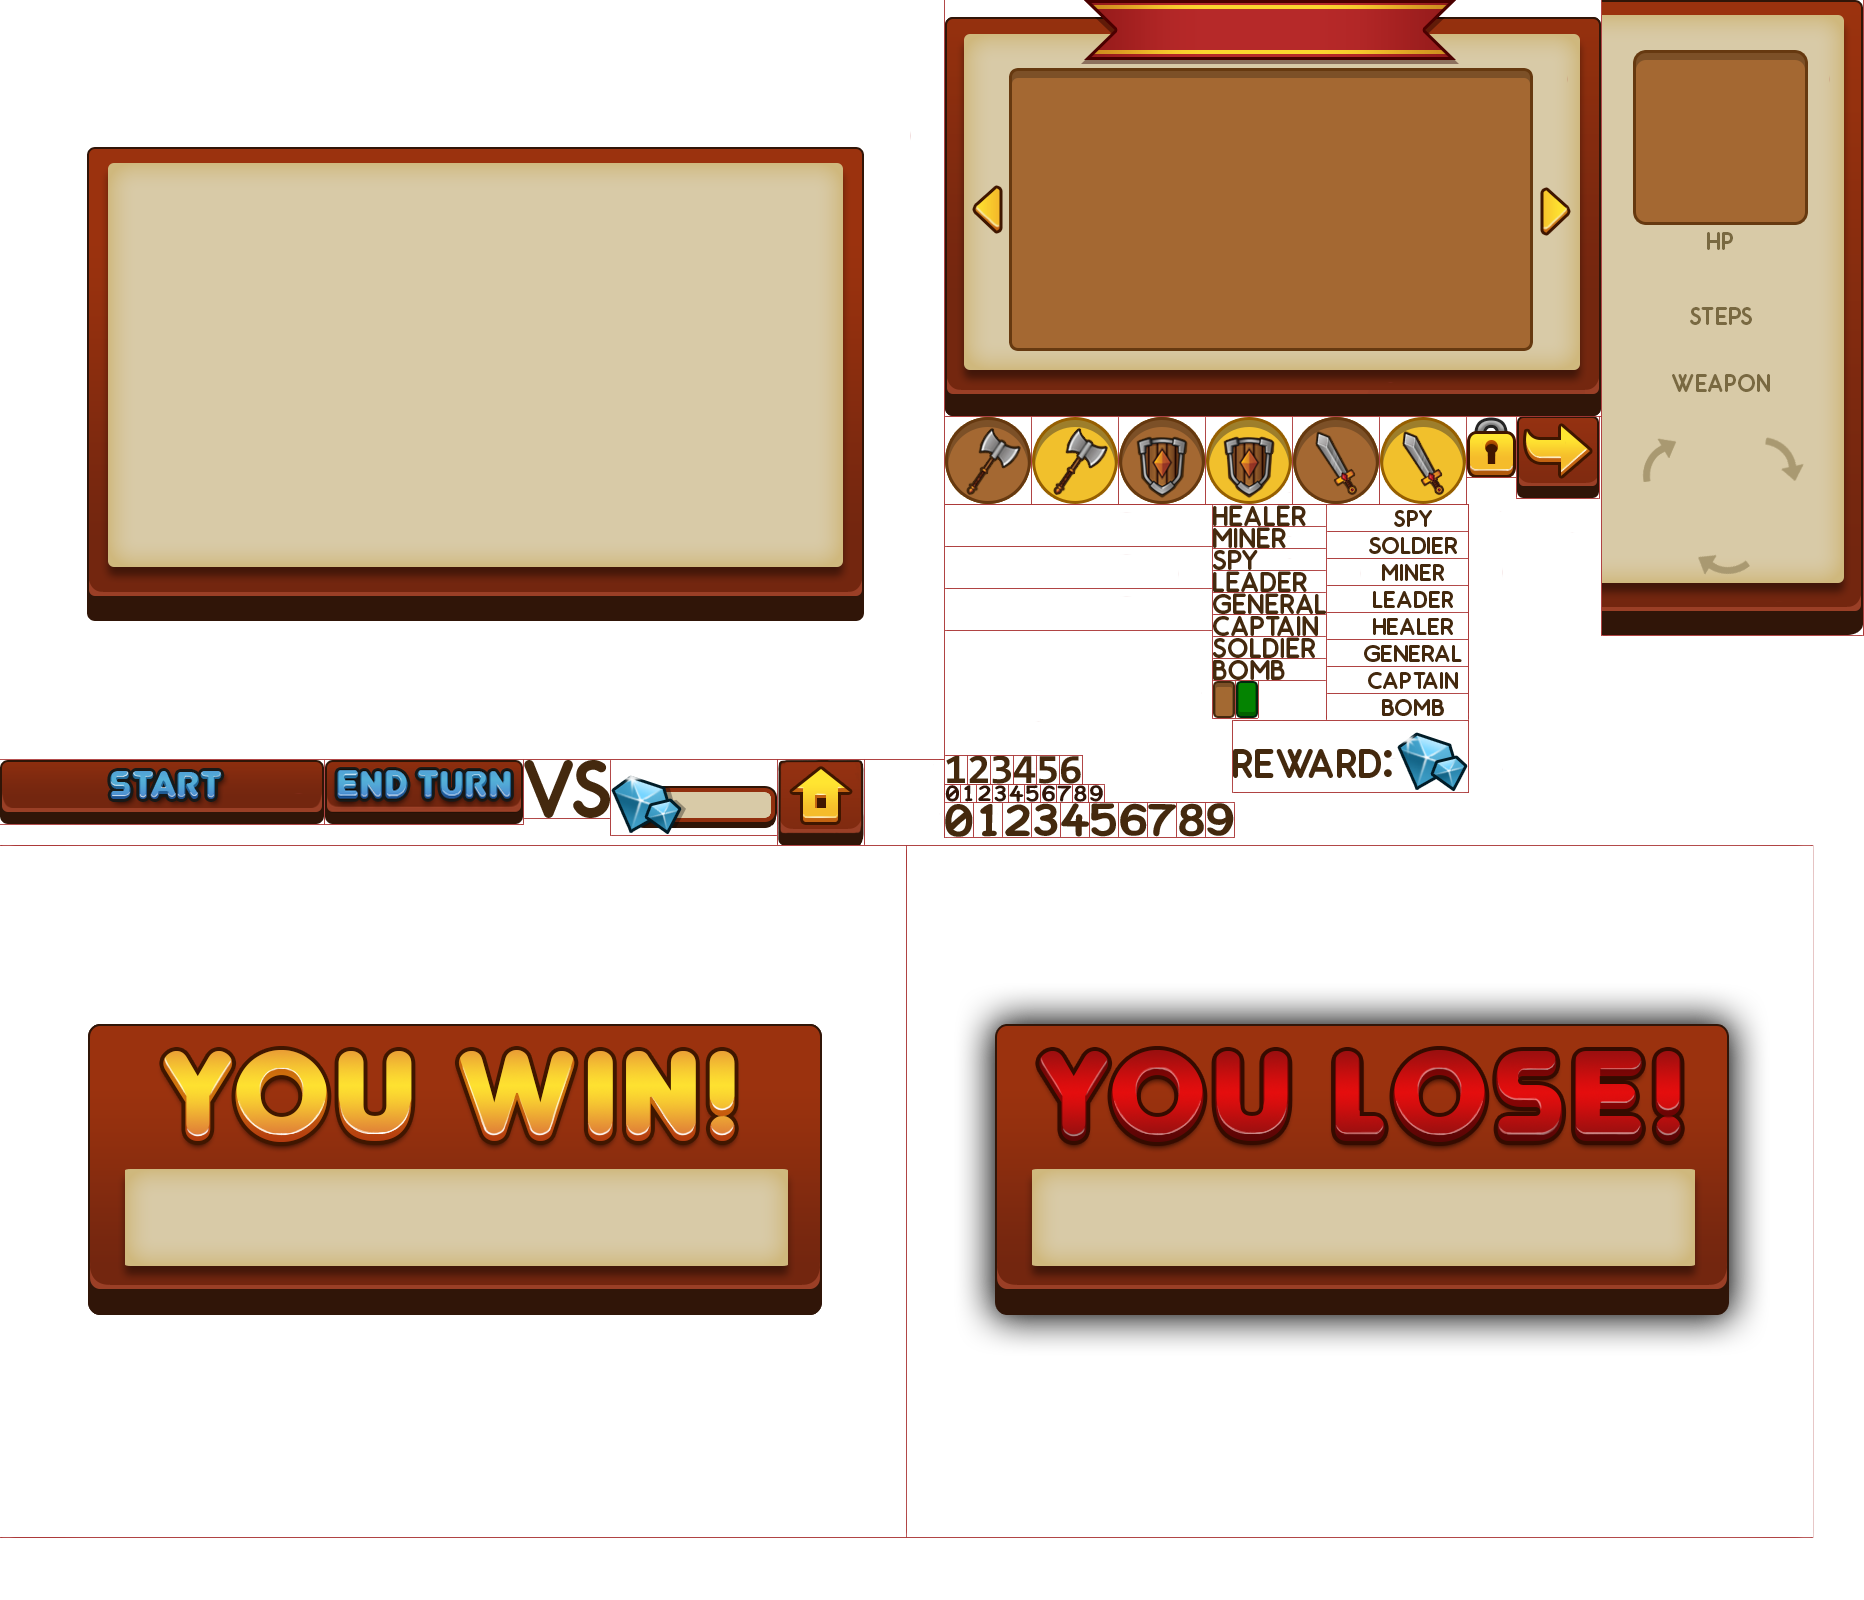 HP
STEPS
WEAPON
HEALER
MINER
SPY
LEADER
GENERAL
CAPTAIN
SOLDIER
BOMB
SPY
SOLDIER
MINER
LEADER
HEALER
GENERAL
CAPTAIN
BOMB
REWARD:
START
END TURN
VS
123456
0123456789
0123456789
YOU WIN!
YOU LOSE!